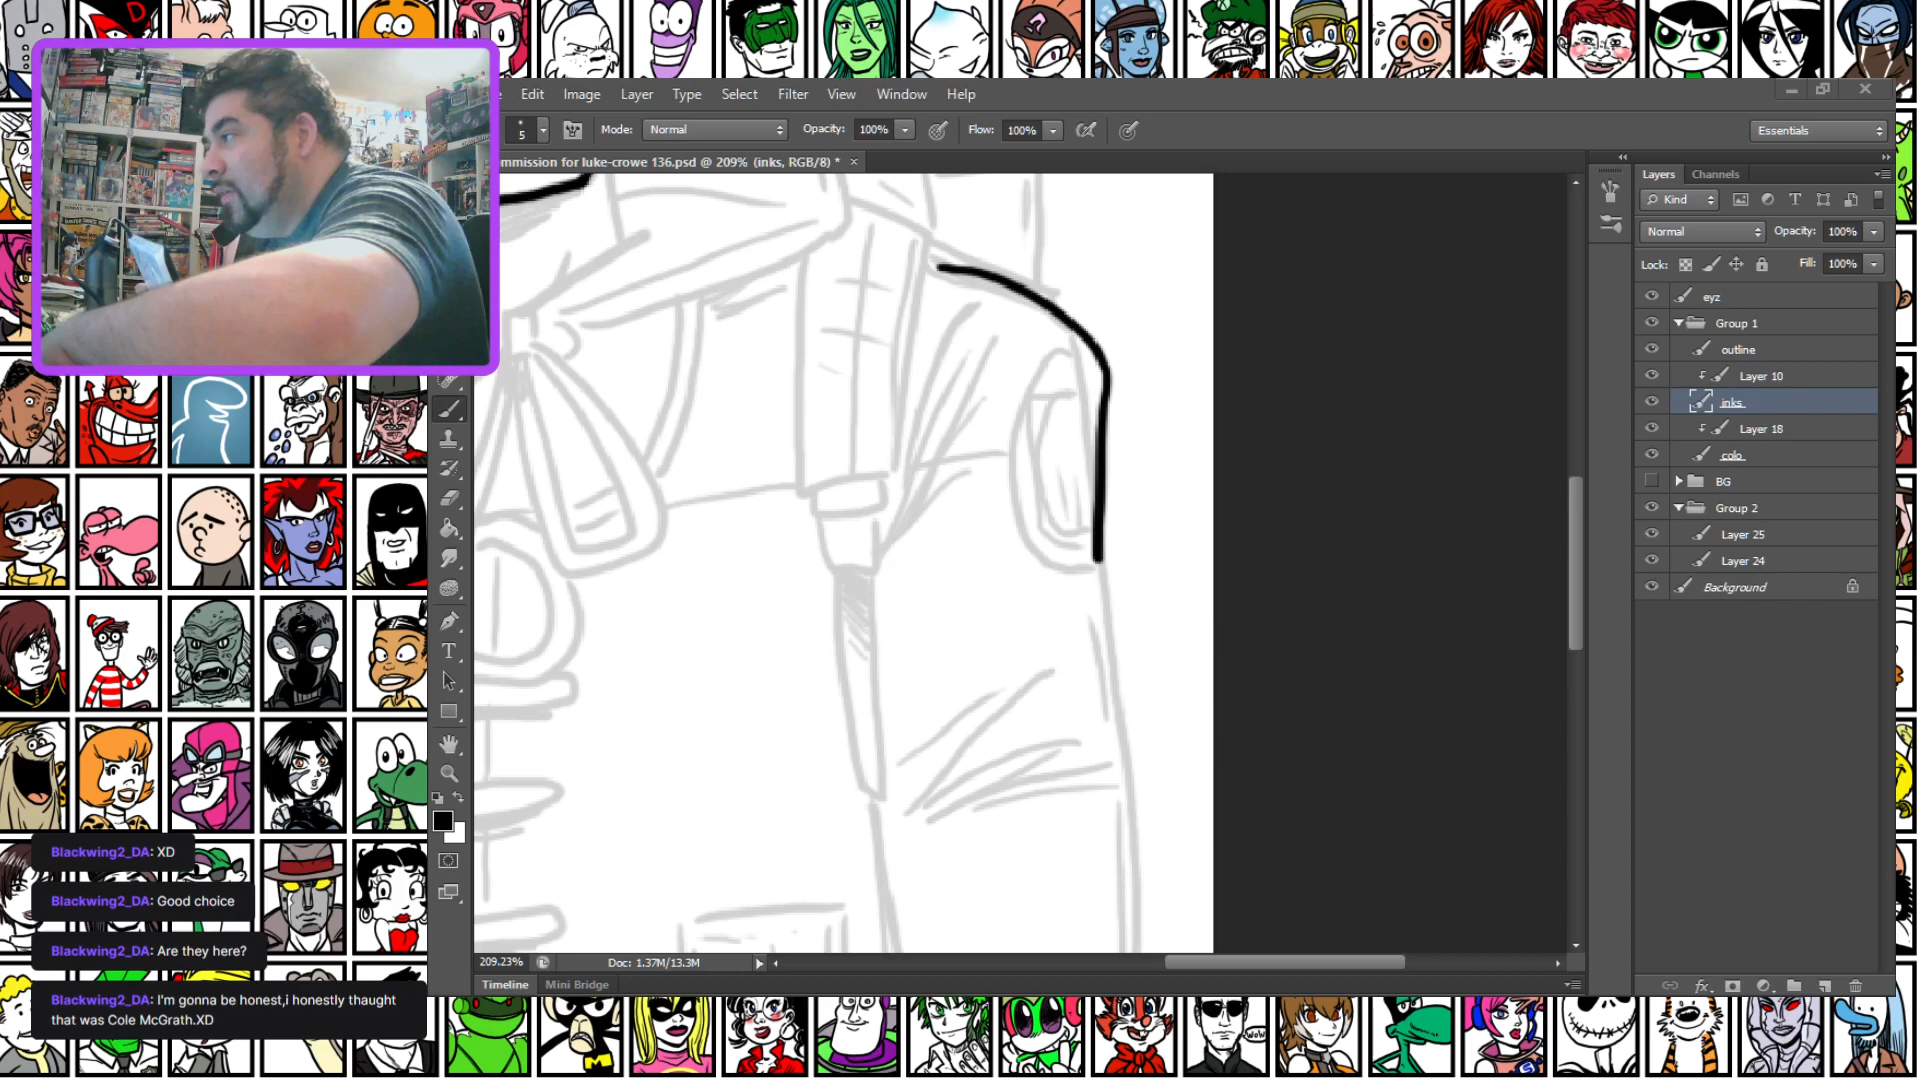 Edit Image Layer Type Select Filter View Window Help
5 Mode: Normal Opacity: 100% Flow: 100% Essentials
mmission for luke-crowe 136.psd @ 209% (inks, RGB/8) *
Layers Channels
Kind
Normal Opacity: 100%
Lock: Fill: 100%
eyz
Group 1
outline
Layer 10
inks
Layer 18
colo
BG
Group 2
Layer 25
Layer 24
Background
Blackwing2_DA: XD
Blackwing2_DA: Good choice
Blackwing2_DA: Are they here?
Blackwing2_DA: I'm gonna be honest,i honestly thaught
that was Cole McGrath.XD
209.23% Doc: 1.37M/13.3M
Timeline Mini Bridge
WOW